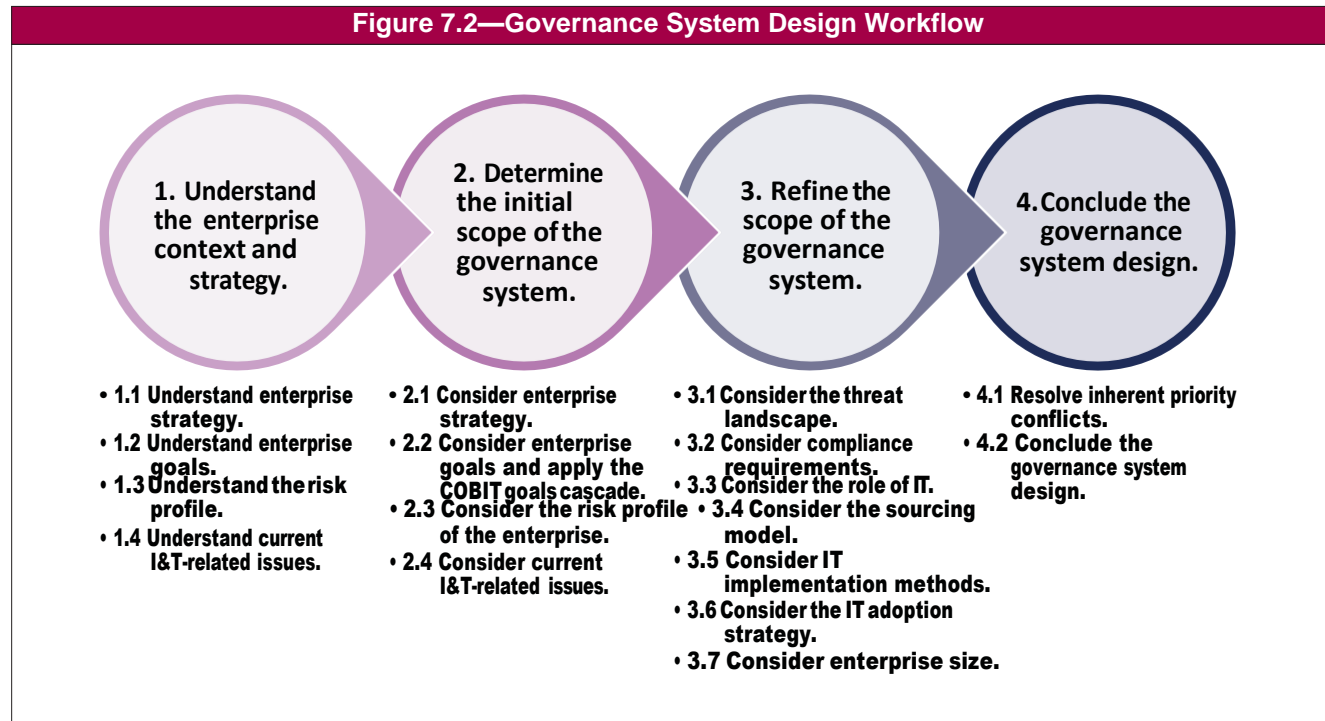 Figure 7.2—Governance System Design Workflow
1. Understand
the enterprise
context and
strategy.
2. Determine
the initial
scope of the
governance
system.
3. Refine the
scope of the
governance
system.
4. Conclude the
governance
system design.
• 1.1 Understand enterprise
strategy.
• 1.2 Understand enterprise
goals.
• 1.3 Understand the risk
profile.
• 1.4 Understand current
I&T-related issues.
• 2.1 Consider enterprise
strategy.
• 2.2 Consider enterprise
goals and apply the
COBIT goals cascade.
• 2.3 Consider the risk profile
of the enterprise.
• 2.4 Consider current
I&T-related issues.
• 3.1 Consider the threat
landscape.
• 3.2 Consider compliance
requirements.
• 3.3 Consider the role of IT.
• 3.4 Consider the sourcing
model.
• 3.5 Consider IT
implementation methods.
• 3.6 Consider the IT adoption
strategy.
• 3.7 Consider enterprise size.
• 4.1 Resolve inherent priority
conflicts.
• 4.2 Conclude the
governance system
design.